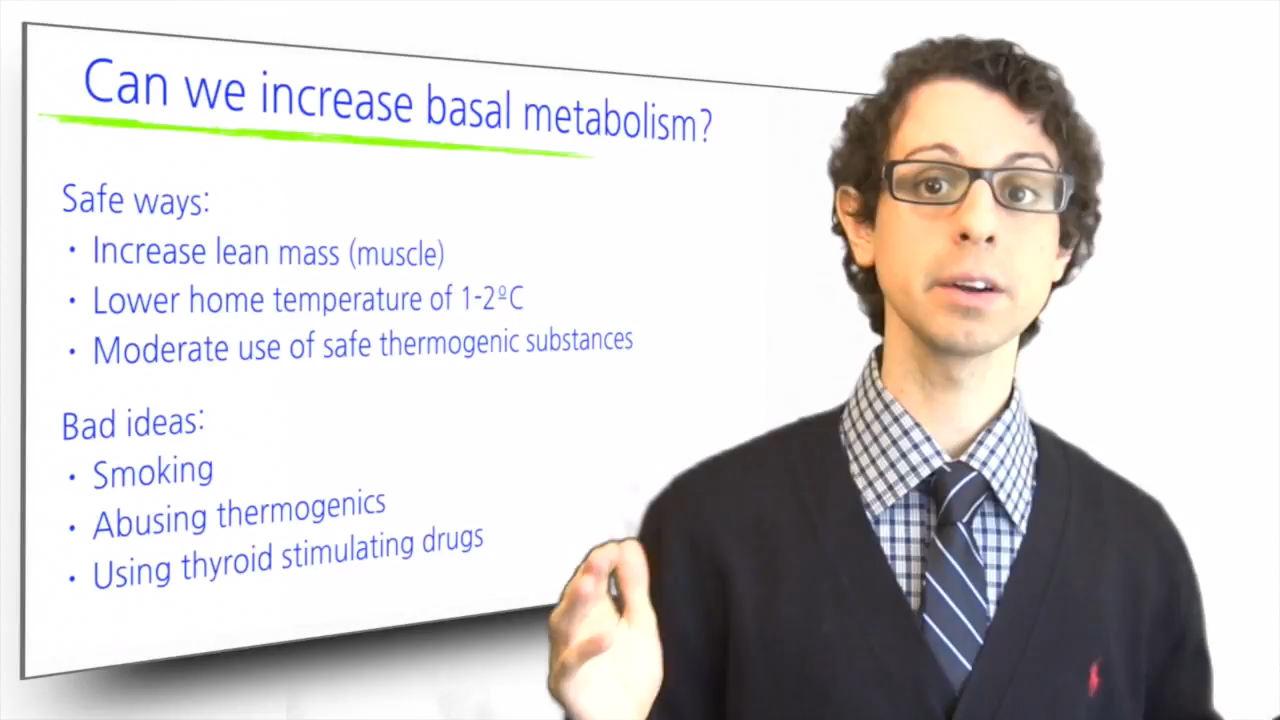 Can we increase basal metabolism?
Safe ways:
• Increase lean mass (muscle)
• Lower home temperature of 1-2ºC
• Moderate use of safe thermogenic substances
Bad ideas:
• Smoking
• Abusing thermogenics
• Using thyroid stimulating drugs